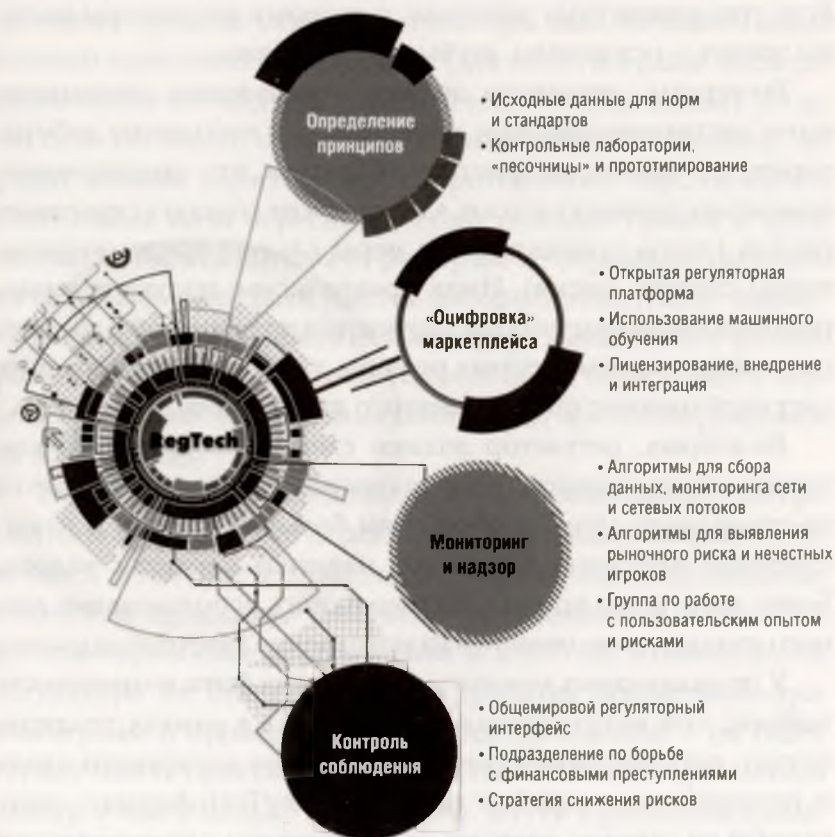 Определение
принципов
• Исходные данные для норм
и стандартов
• Контрольные лаборатории,
«песочницы» и прототипирование
«Оцифровка»
маркетплейса
• Открытая регуляторная
платформа
• Использование машинного
обучения
• Лицензирование, внедрение
и интеграция
RegTech
Мониторинг
и надзор
• Алгоритмы для сбора
данных, мониторинга сети
и сетевых потоков
• Алгоритмы для выявления
рыночного риска и нечестных
игроков
• Группа по работе
с пользовательским опытом
и рисками
Контроль
соблюдения
• Общемировой регуляторный
интерфейс
• Подразделение по борьбе
с финансовыми преступлениями
• Стратегия снижения рисков